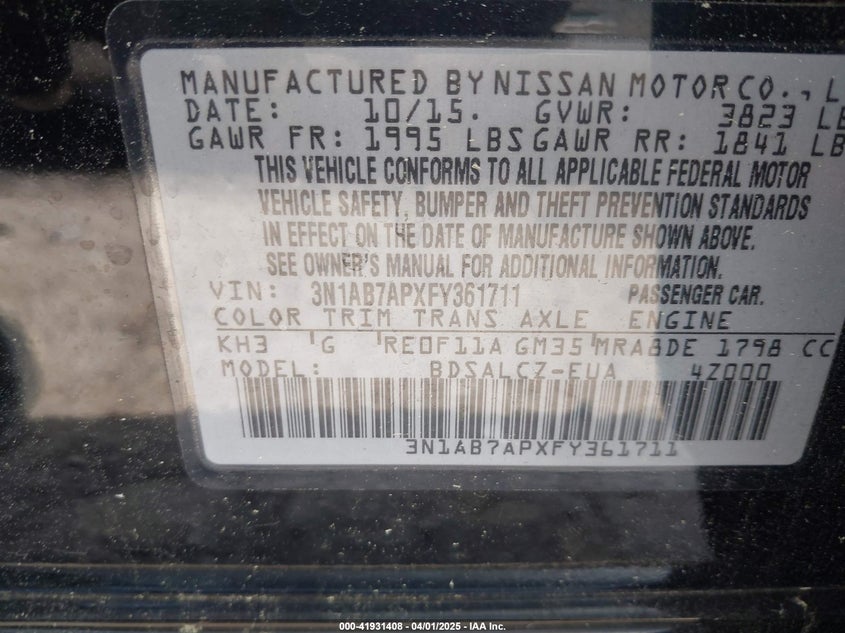 MANUFACTURED BY NISSAN MOTOR CO., L
DATE: 10/15. GVWR: 3823 LB
GAWR FR: 1995 LBS GAWR RR: 1841 LB
THIS VEHICLE CONFORMS TO ALL APPLICABLE FEDERAL MOTOR
VEHICLE SAFETY, BUMPER AND THEFT PREVENTION STANDARDS
IN EFFECT ON THE DATE OF MANUFACTURE SHOWN ABOVE.
SEE OWNER'S MANUAL FOR ADDITIONAL INFORMATION.
VIN: 3N1AB7APXFY361711 PASSENGER CAR.
COLOR TRIM TRANS AXLE ENGINE
KH3 'G 'RE0F11A GM35'MRA8DE 1798 CC
MODEL: BDSALCZ-EUA 4Z000
3N1AB7APXFY361711
000-41931408 - 04/01/2025 - IAA Inc.